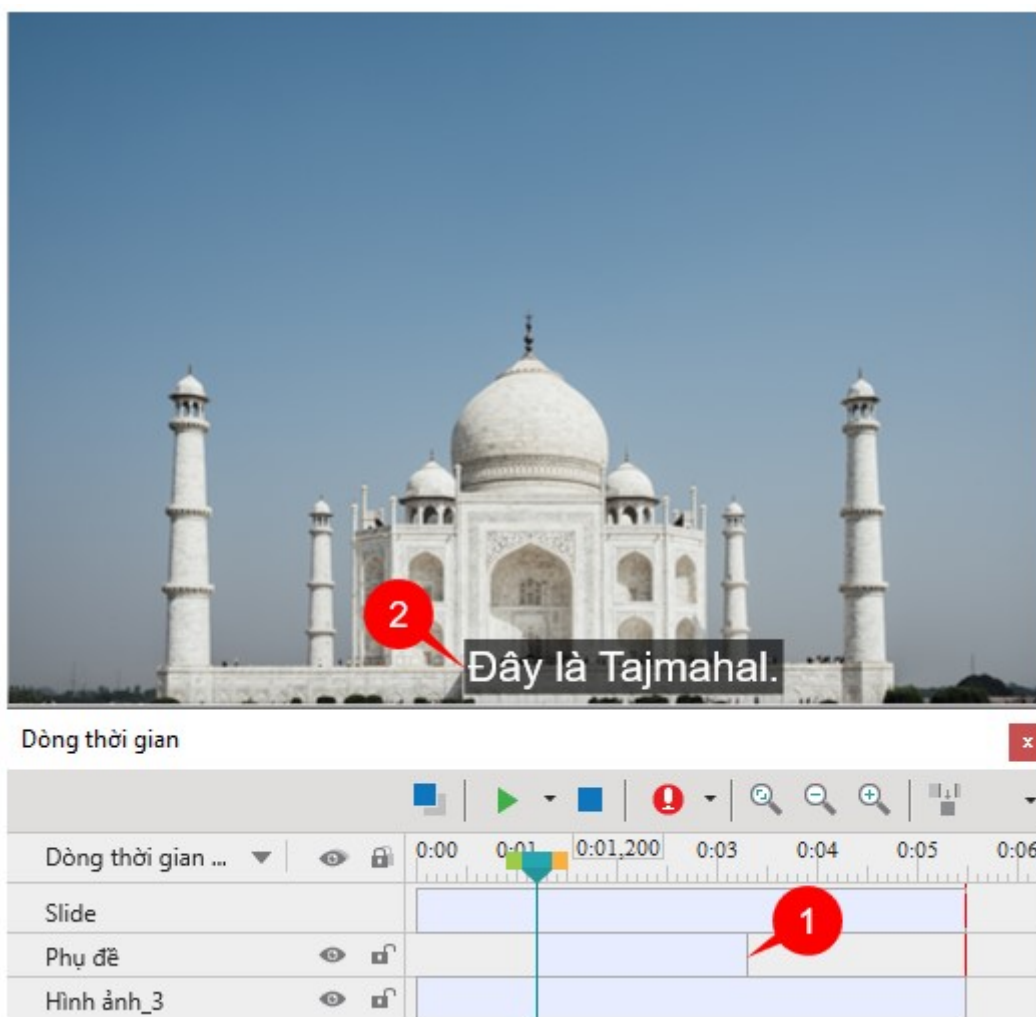 2
Đây là Tajmahal.
Dòng thời gian
x
Dòng thời gian ...
0:00 0:01 0:01,200 0:03 0:04 0:05 0:06
Slide
1
Phụ đề
Hình ảnh_3